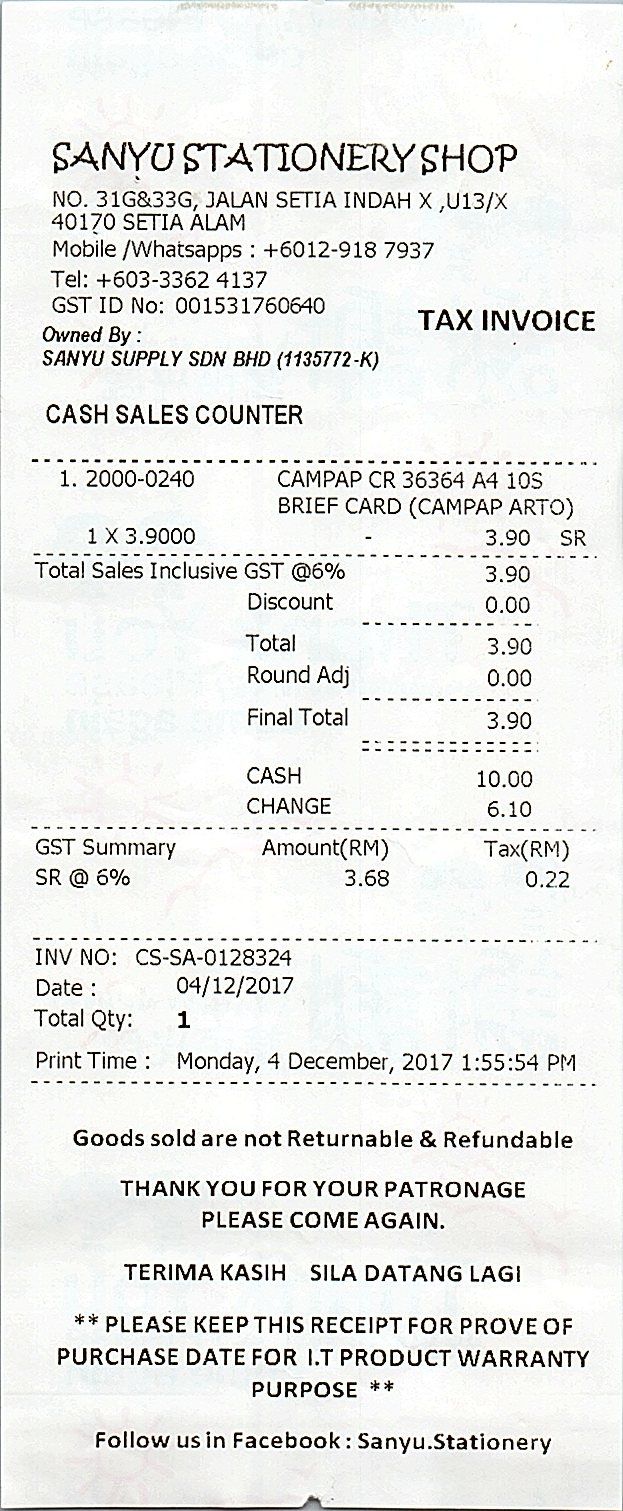 SANYU STATIONERY SHOP
NO. 31G&33G, JALAN SETIA INDAH X ,U13/X
40170 SETIA ALAM
Mobile /Whatsapps : +6012-918 7937
Tel: +603-3362 4137
GST ID No: 001531760640
TAX INVOICE
Owned By :
SANYU SUPPLY SDN BHD (1135772-K)
CASH SALES COUNTER
1. 2000-0240 CAMPAP CR 36364 A4 10S
BRIEF CARD (CAMPAP ARTO)
1 X 3.9000 - 3.90 SR
Total Sales Inclusive GST @6% 3.90
Discount 0.00
Total 3.90
Round Adj 0.00
Final Total 3.90
CASH 10.00
CHANGE 6.10
GST Summary Amount(RM) Tax(RM)
SR @ 6% 3.68 0.22
INV NO: CS-SA-0128324
Date : 04/12/2017
Total Qty: 1
Print Time : Monday, 4 December, 2017 1:55:54 PM
Goods sold are not Returnable & Refundable
THANK YOU FOR YOUR PATRONAGE
PLEASE COME AGAIN.
TERIMA KASIH SILA DATANG LAGI
** PLEASE KEEP THIS RECEIPT FOR PROVE OF
PURCHASE DATE FOR I.T PRODUCT WARRANTY
PURPOSE **
Follow us in Facebook : Sanyu.Stationery